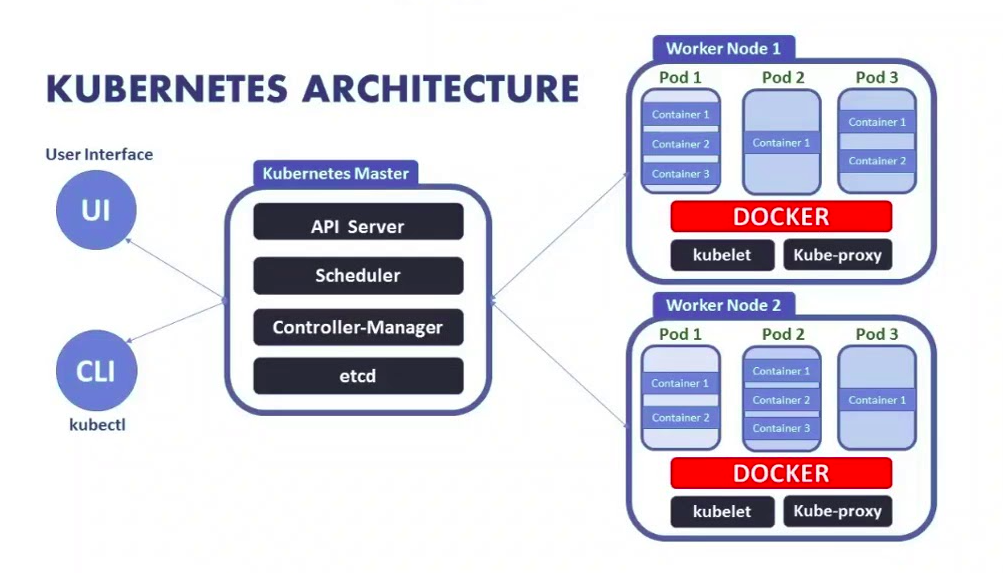 KUBERNETES ARCHITECTURE
User Interface
UI
CLI
kubectl
Kubernetes Master
API Server
Scheduler
Controller-Manager
etcd
Worker Node 1
Pod 1
Container 1
Container 2
Container 3
Pod 2
Container 1
Pod 3
Container 1
Container 2
DOCKER
kubelet
Kube-proxy
Worker Node 2
Pod 1
Container 1
Container 2
Pod 2
Container 1
Container 2
Container 3
Pod 3
Container 1
DOCKER
kubelet
Kube-proxy